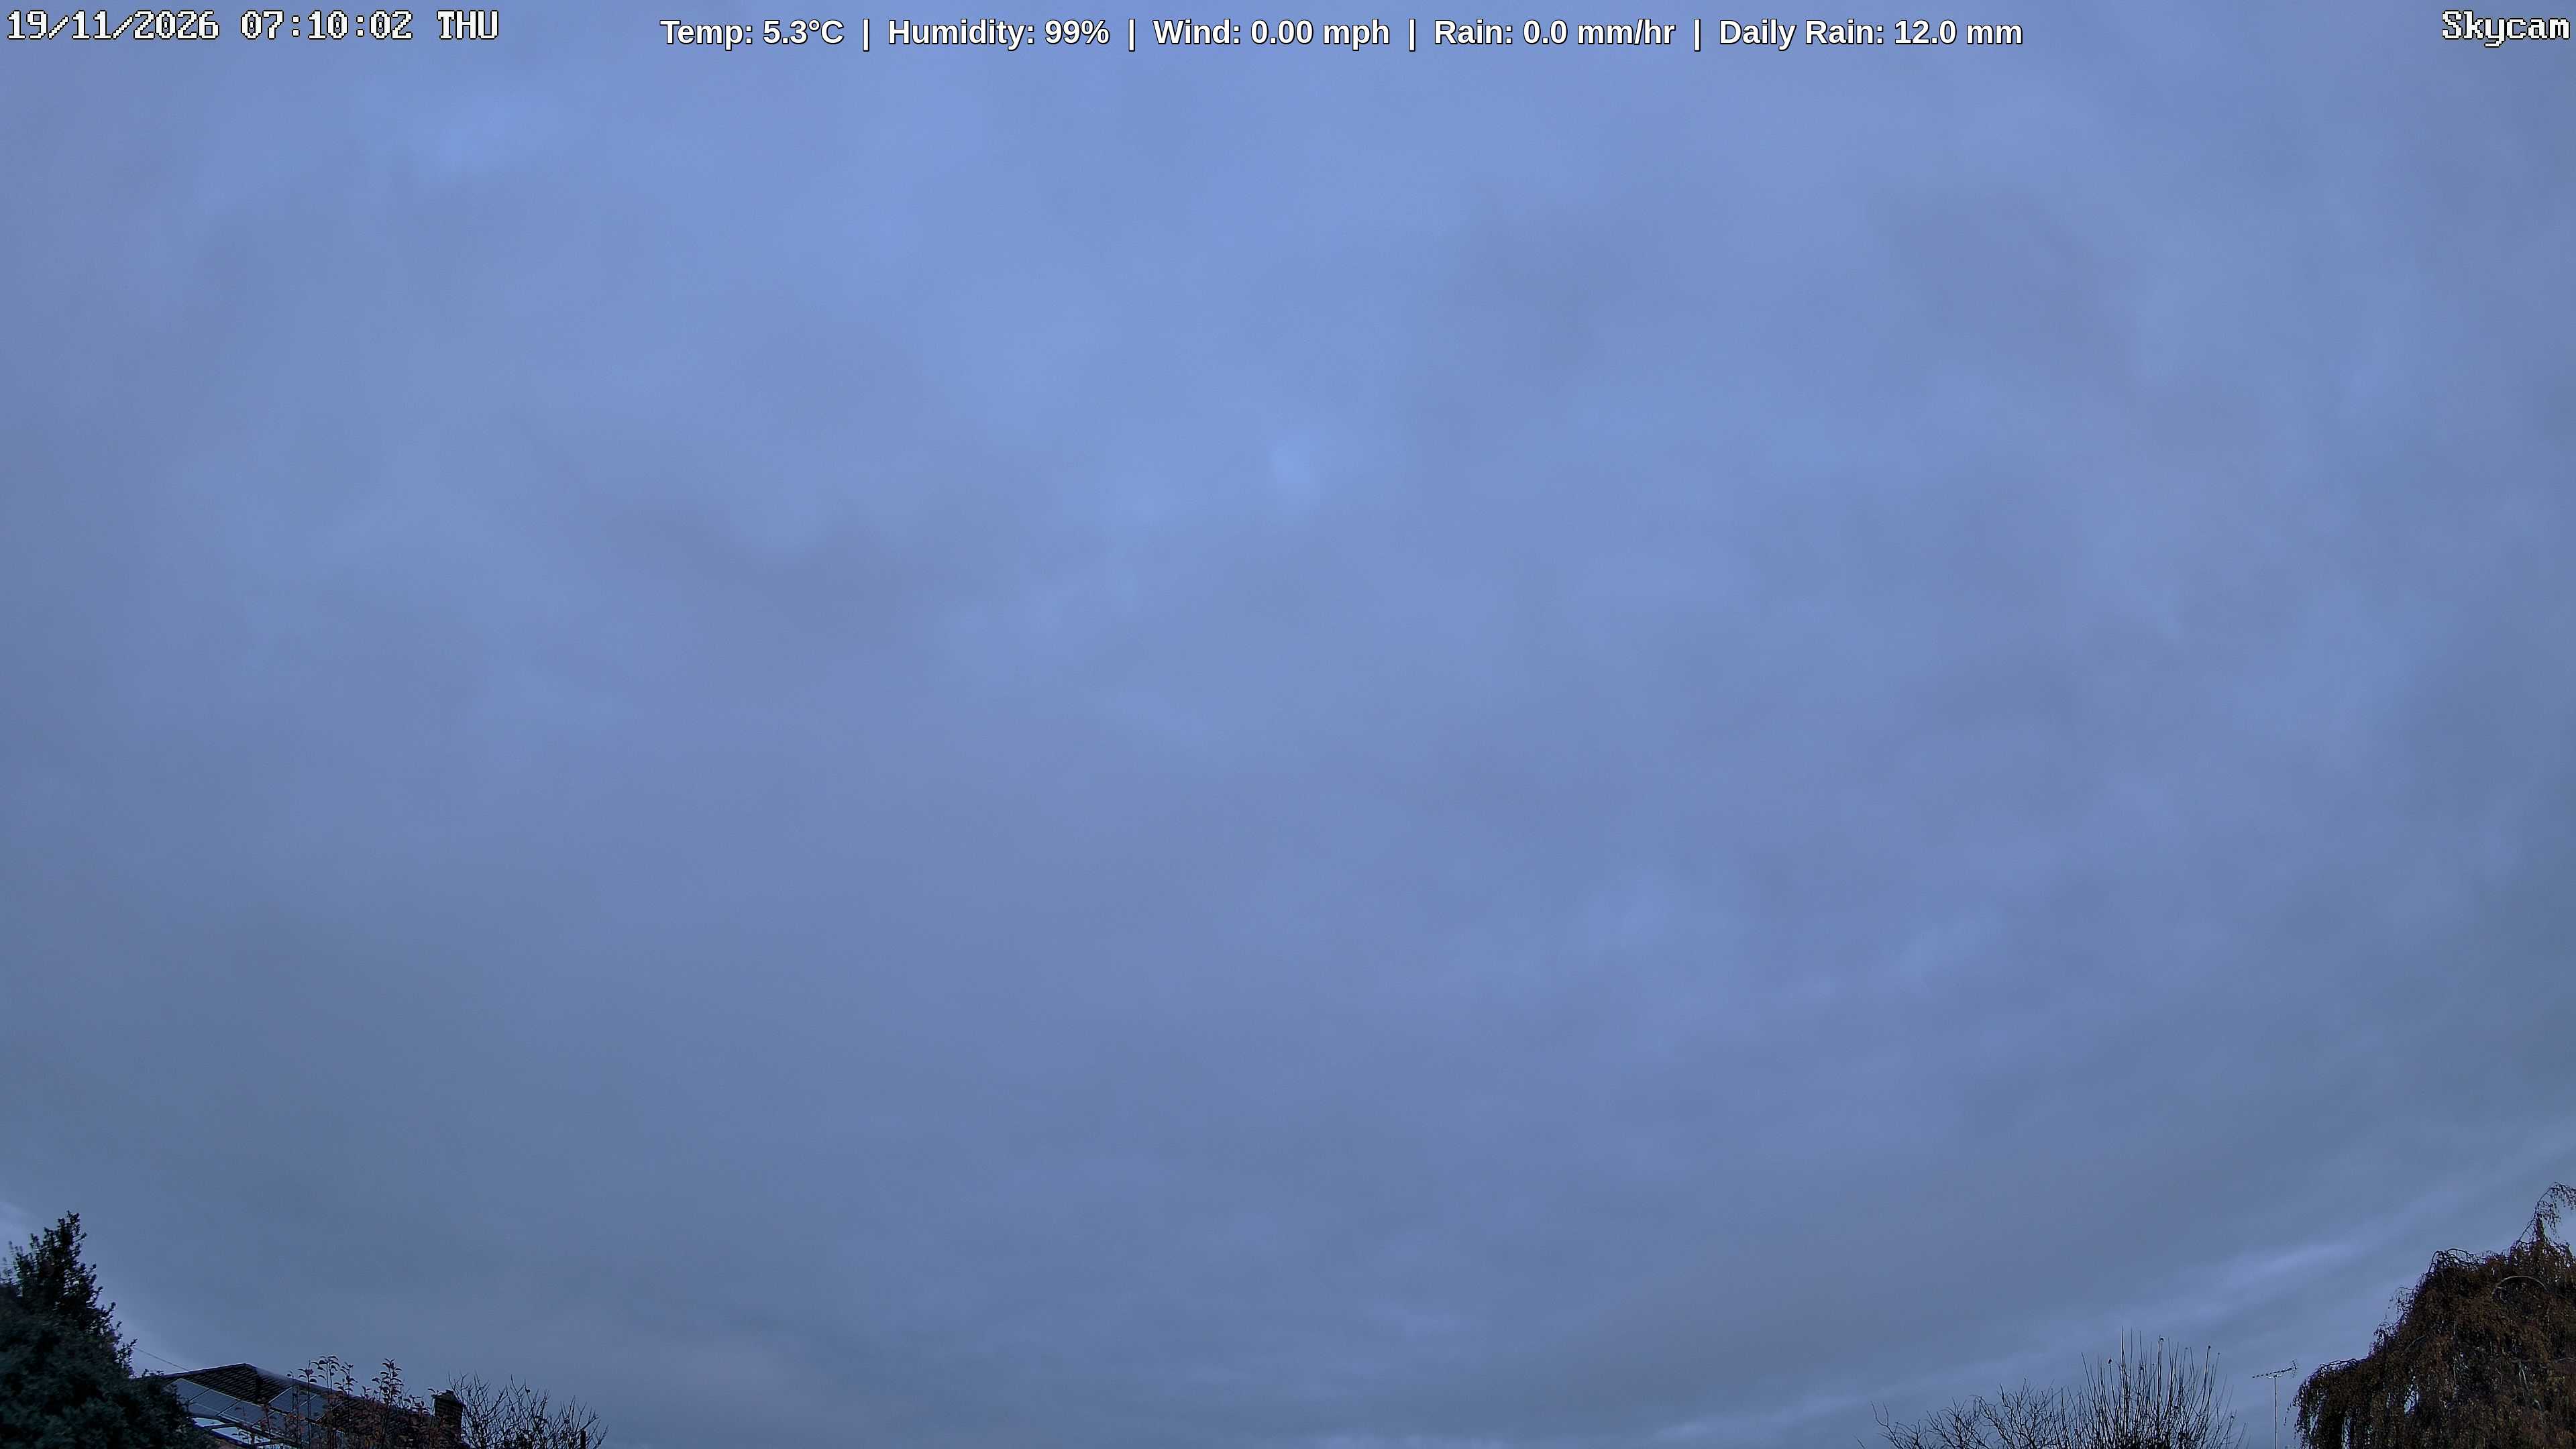 19/11/2026 07:10:02 THU
Temp: 5.3°C | Humidity: 99% | Wind: 0.00 mph | Rain: 0.0 mm/hr | Daily Rain: 12.0 mm
Skycam